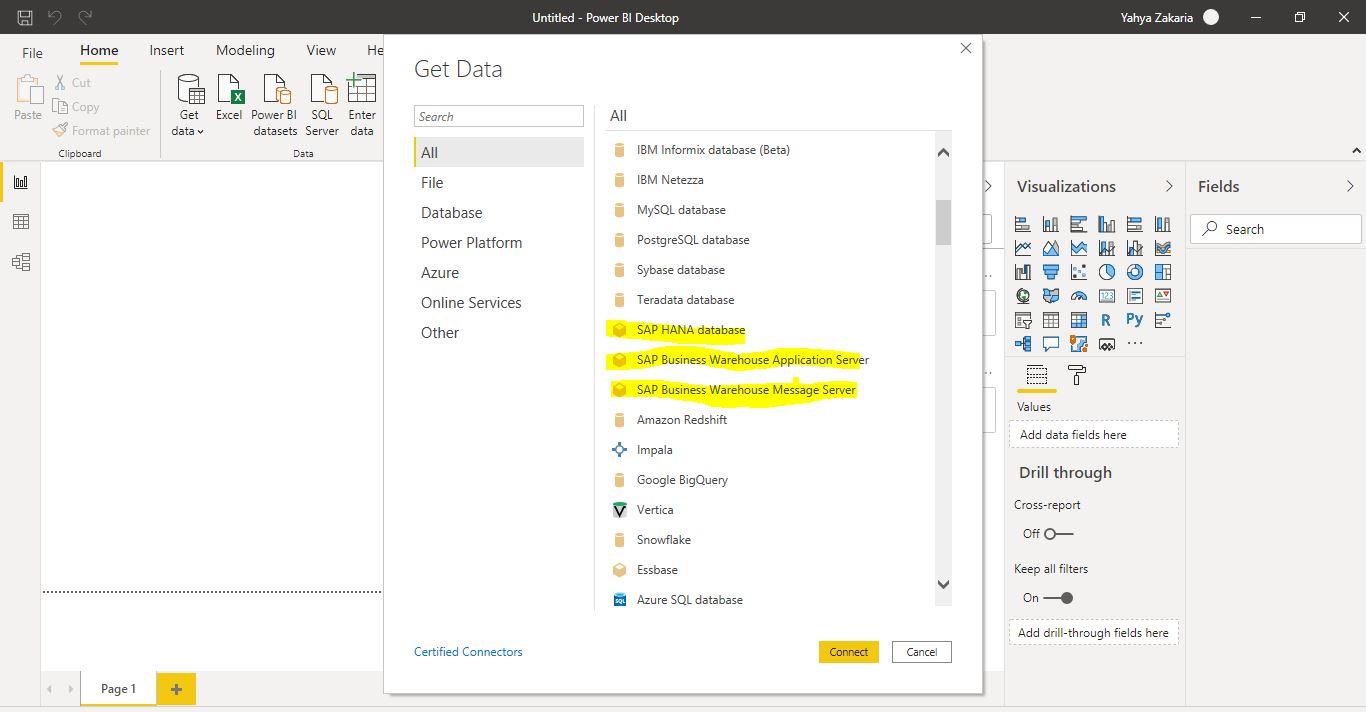 Untitled - Power BI Desktop
Yahya Zakaria
File
Home
Insert
Modeling
View
He
Paste
Cut
Copy
Format painter
Clipboard
Get data
Excel
Power BI datasets
SQL Server
Enter data
Data
Get Data
Search
All
File
Database
Power Platform
Azure
Online Services
Other
All
IBM Informix database (Beta)
IBM Netezza
MySQL database
PostgreSQL database
Sybase database
Teradata database
SAP HANA database
SAP Business Warehouse Application Server
SAP Business Warehouse Message Server
Amazon Redshift
Impala
Google BigQuery
Vertica
Snowflake
Essbase
Azure SQL database
Certified Connectors
Connect
Cancel
Visualizations
R
Py
Values
Add data fields here
Drill through
Cross-report
Off
Keep all filters
On
Add drill-through fields here
Fields
Search
Page 1